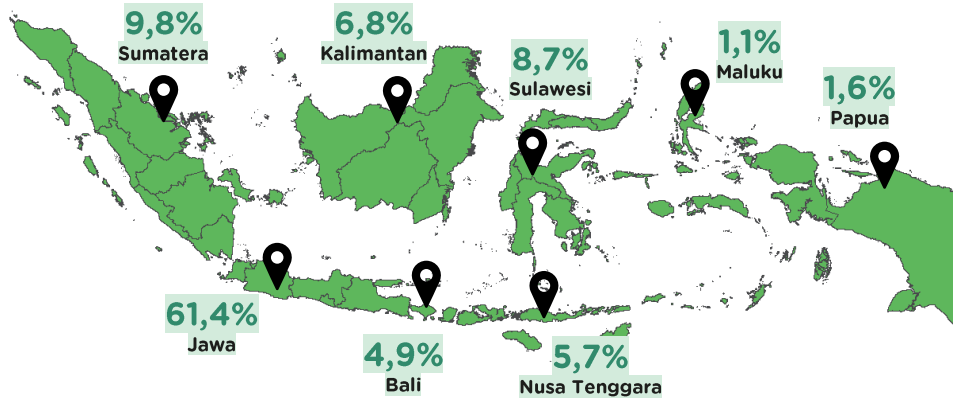 9,8%
Sumatera
6,8%
Kalimantan
8,7%
Sulawesi
1,1%
Maluku
1,6%
Papua
61,4%
Jawa
4,9%
Bali
5,7%
Nusa Tenggara